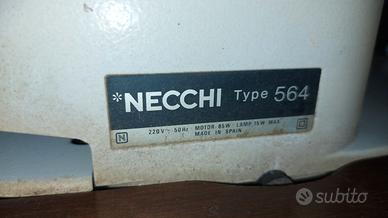 *NECCHI Type 564
N 220V~ 50Hz MOTOR 85W LAMP 15W MAX
MADE IN SPAIN
subito